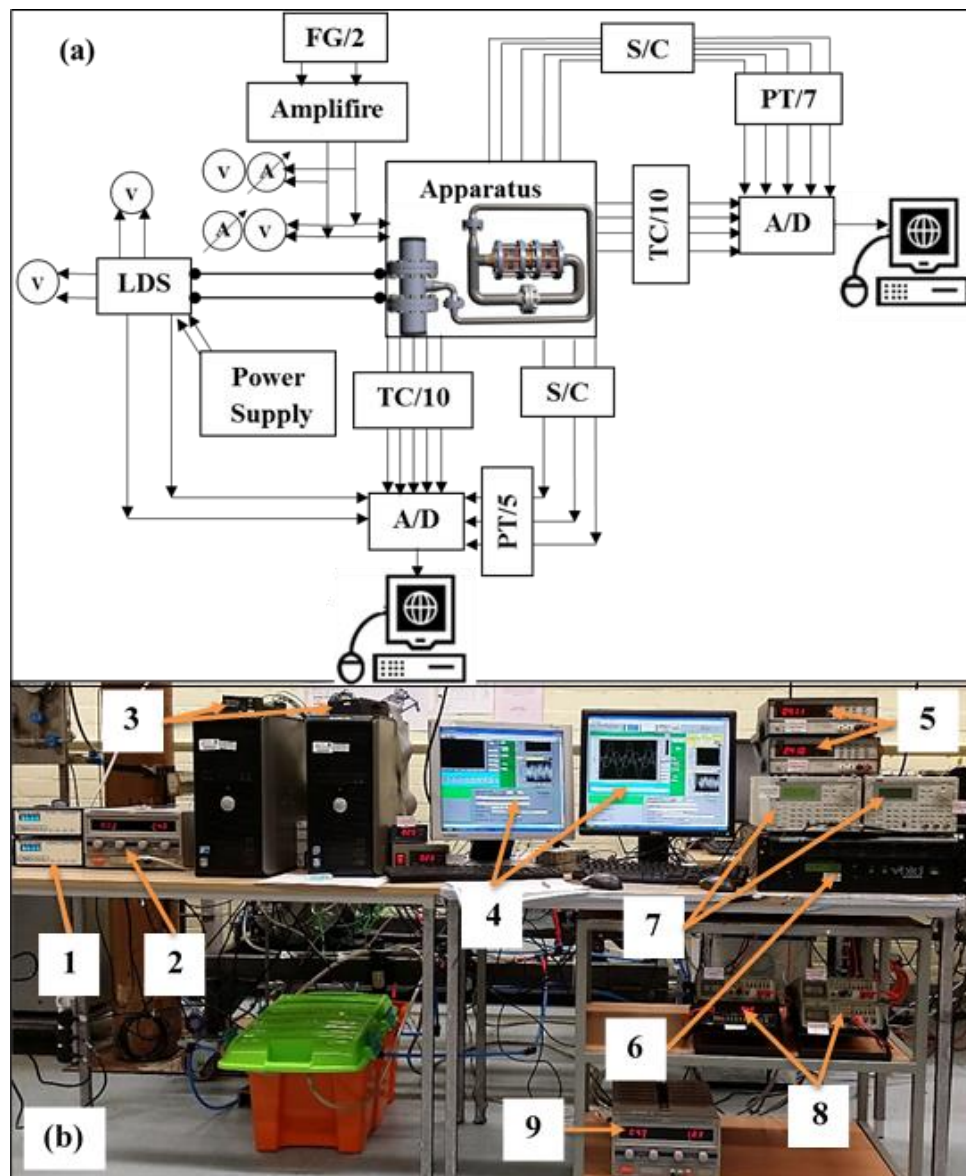 (a)
FG/2
Amplifire
S/C
PT/7
V A
A V
V
V
LDS
Apparatus
TC/10
A/D
Power
Supply
TC/10
S/C
A/D
PT/5
3
5
1
2
4
7
6
8
9
(b)